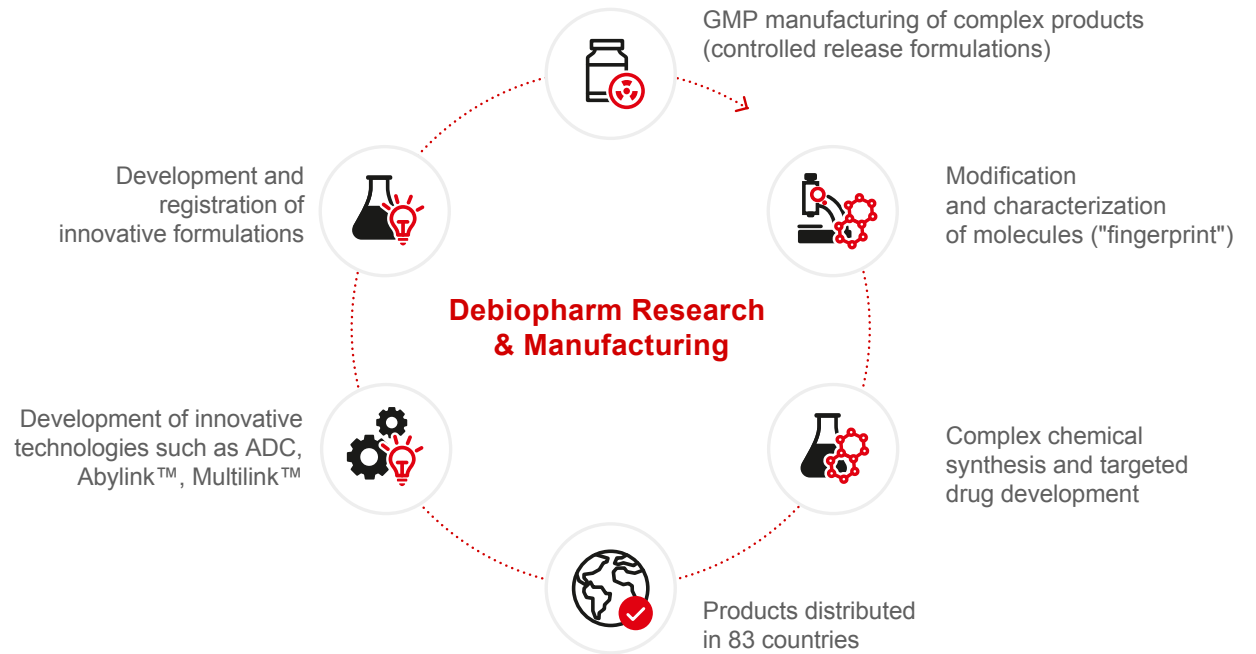 GMP manufacturing of complex products
(controlled release formulations)
Modification
and characterization
of molecules ("fingerprint")
Complex chemical
synthesis and targeted
drug development
Products distributed
in 83 countries
Development of innovative
technologies such as ADC,
Abylink™, Multilink™
Development and
registration of
innovative formulations
Debiopharm Research
& Manufacturing